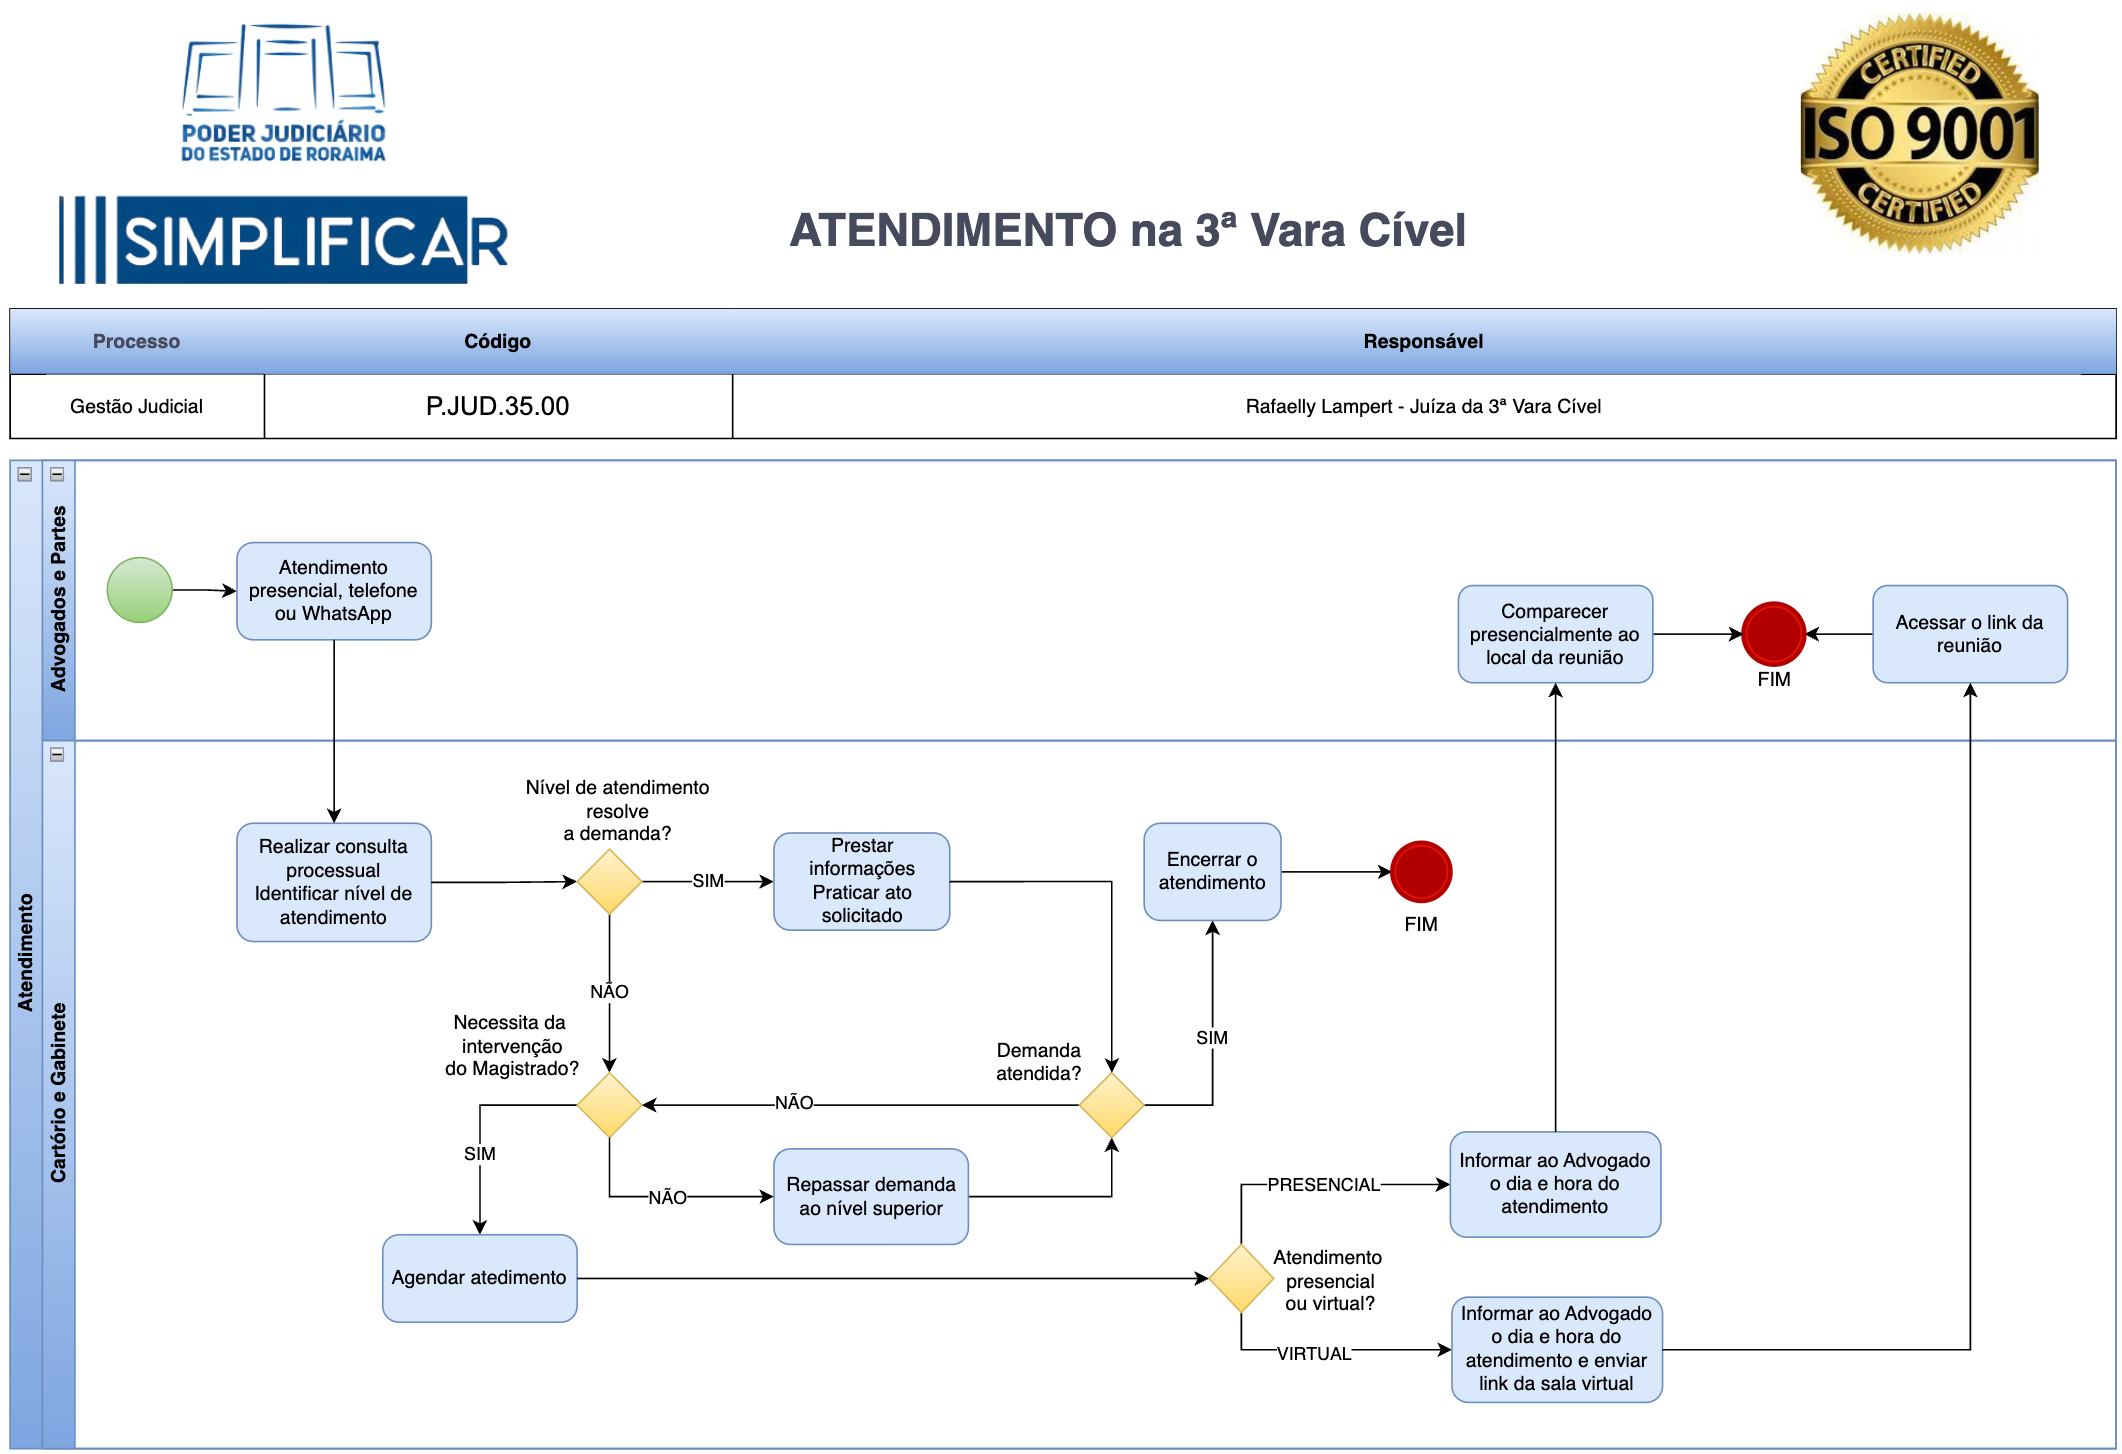 PODER JUDICIÁRIO
DO ESTADO DE RORAIMA
SIMPLIFICAR
ATENDIMENTO na 3ª Vara Cível
CERTIFIED
ISO 9001
CERTIFIED
Processo
Código
Responsável
Gestão Judicial
P.JUD.35.00
Rafaelly Lampert - Juíza da 3ª Vara Cível
Atendimento
Advogados e Partes
Atendimento
presencial, telefone
ou WhatsApp
Comparecer
presencialmente ao
local da reunião
FIM
Acessar o link da
reunião
Cartório e Gabinete
Realizar consulta
processual
Identificar nível de
atendimento
Nível de atendimento
resolve
a demanda?
SIM
Prestar
informações
Praticar ato
solicitado
Encerrar o
atendimento
FIM
NÃO
Necessita da
intervenção
do Magistrado?
Demanda
atendida?
SIM
NÃO
SIM
NÃO
Repassar demanda
ao nível superior
Agendar atedimento
PRESENCIAL
Informar ao Advogado
o dia e hora do
atendimento
Atendimento
presencial
ou virtual?
VIRTUAL
Informar ao Advogado
o dia e hora do
atendimento e enviar
link da sala virtual